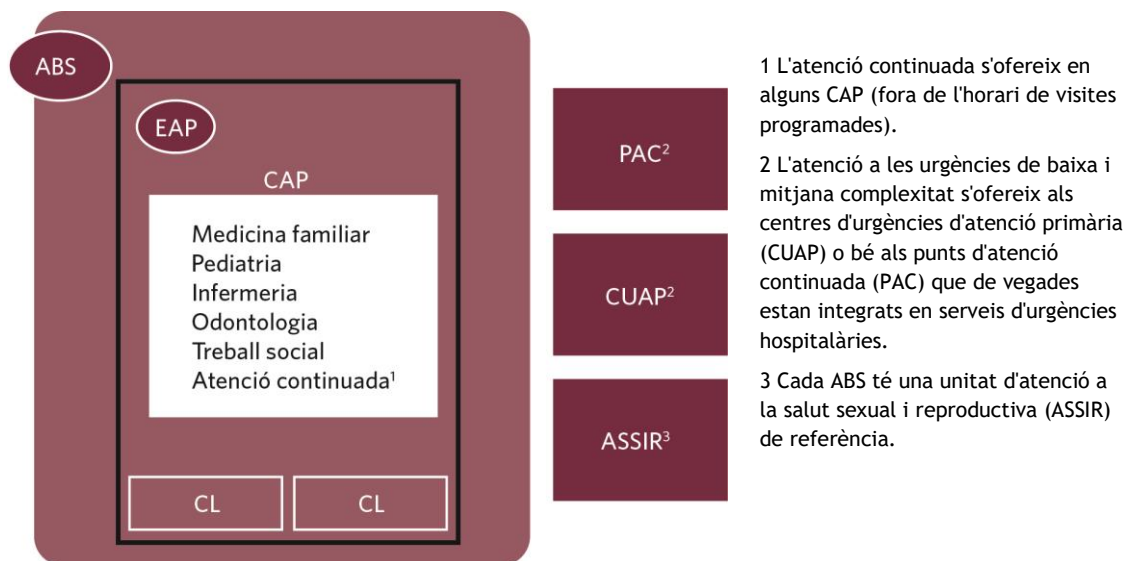 ABS
EAP
CAP
Medicina familiar
Pediatria
Infermeria
Odontologia
Treball social
Atenció continuada¹
CL
CL
PAC²
CUAP²
ASSIR³
1 L'atenció continuada s'ofereix en
alguns CAP (fora de l'horari de visites
programades).
2 L'atenció a les urgències de baixa i
mitjana complexitat s'ofereix als
centres d'urgències d'atenció primària
(CUAP) o bé als punts d'atenció
continuada (PAC) que de vegades
estan integrats en serveis d'urgències
hospitalàries.
3 Cada ABS té una unitat d'atenció a
la salut sexual i reproductiva (ASSIR)
de referència.